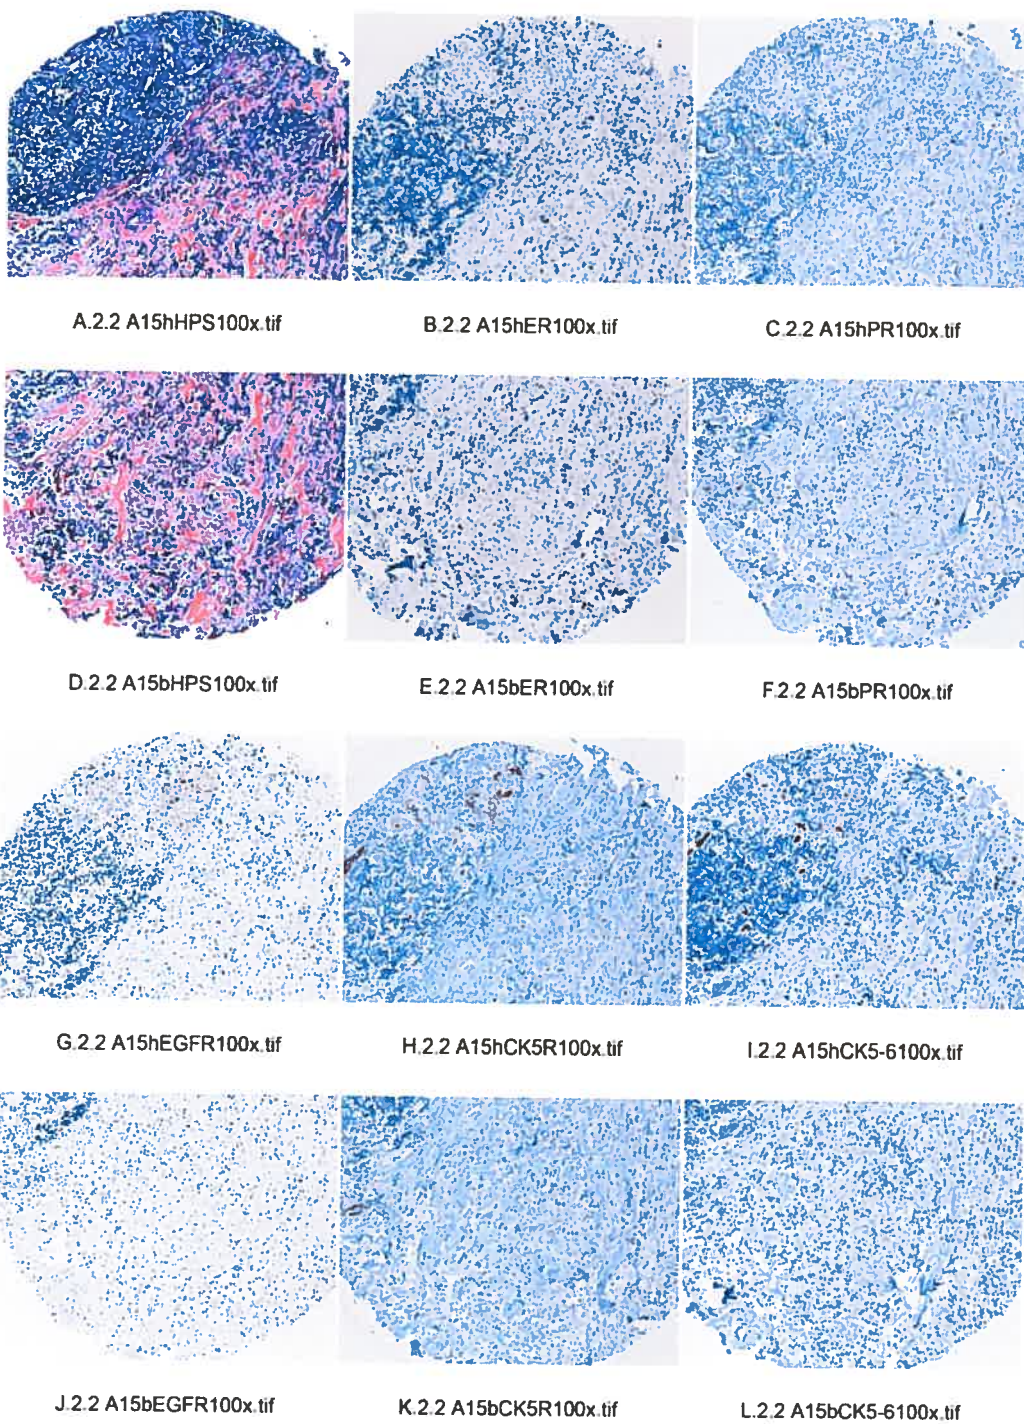 A.2.2 A15hHPS100x.tif
B.2.2 A15hER100x.tif
C.2.2 A15hPR100x.tif
D.2.2 A15bHPS100x.tif
E.2.2 A15bER100x.tif
F.2.2 A15bPR100x.tif
G.2.2 A15hEGFR100x.tif
H.2.2 A15hCK5R100x.tif
I.2.2 A15hCK5-6100x.tif
J.2.2 A15bEGFR100x.tif
K.2.2 A15bCK5R100x.tif
L.2.2 A15bCK5-6100x.tif